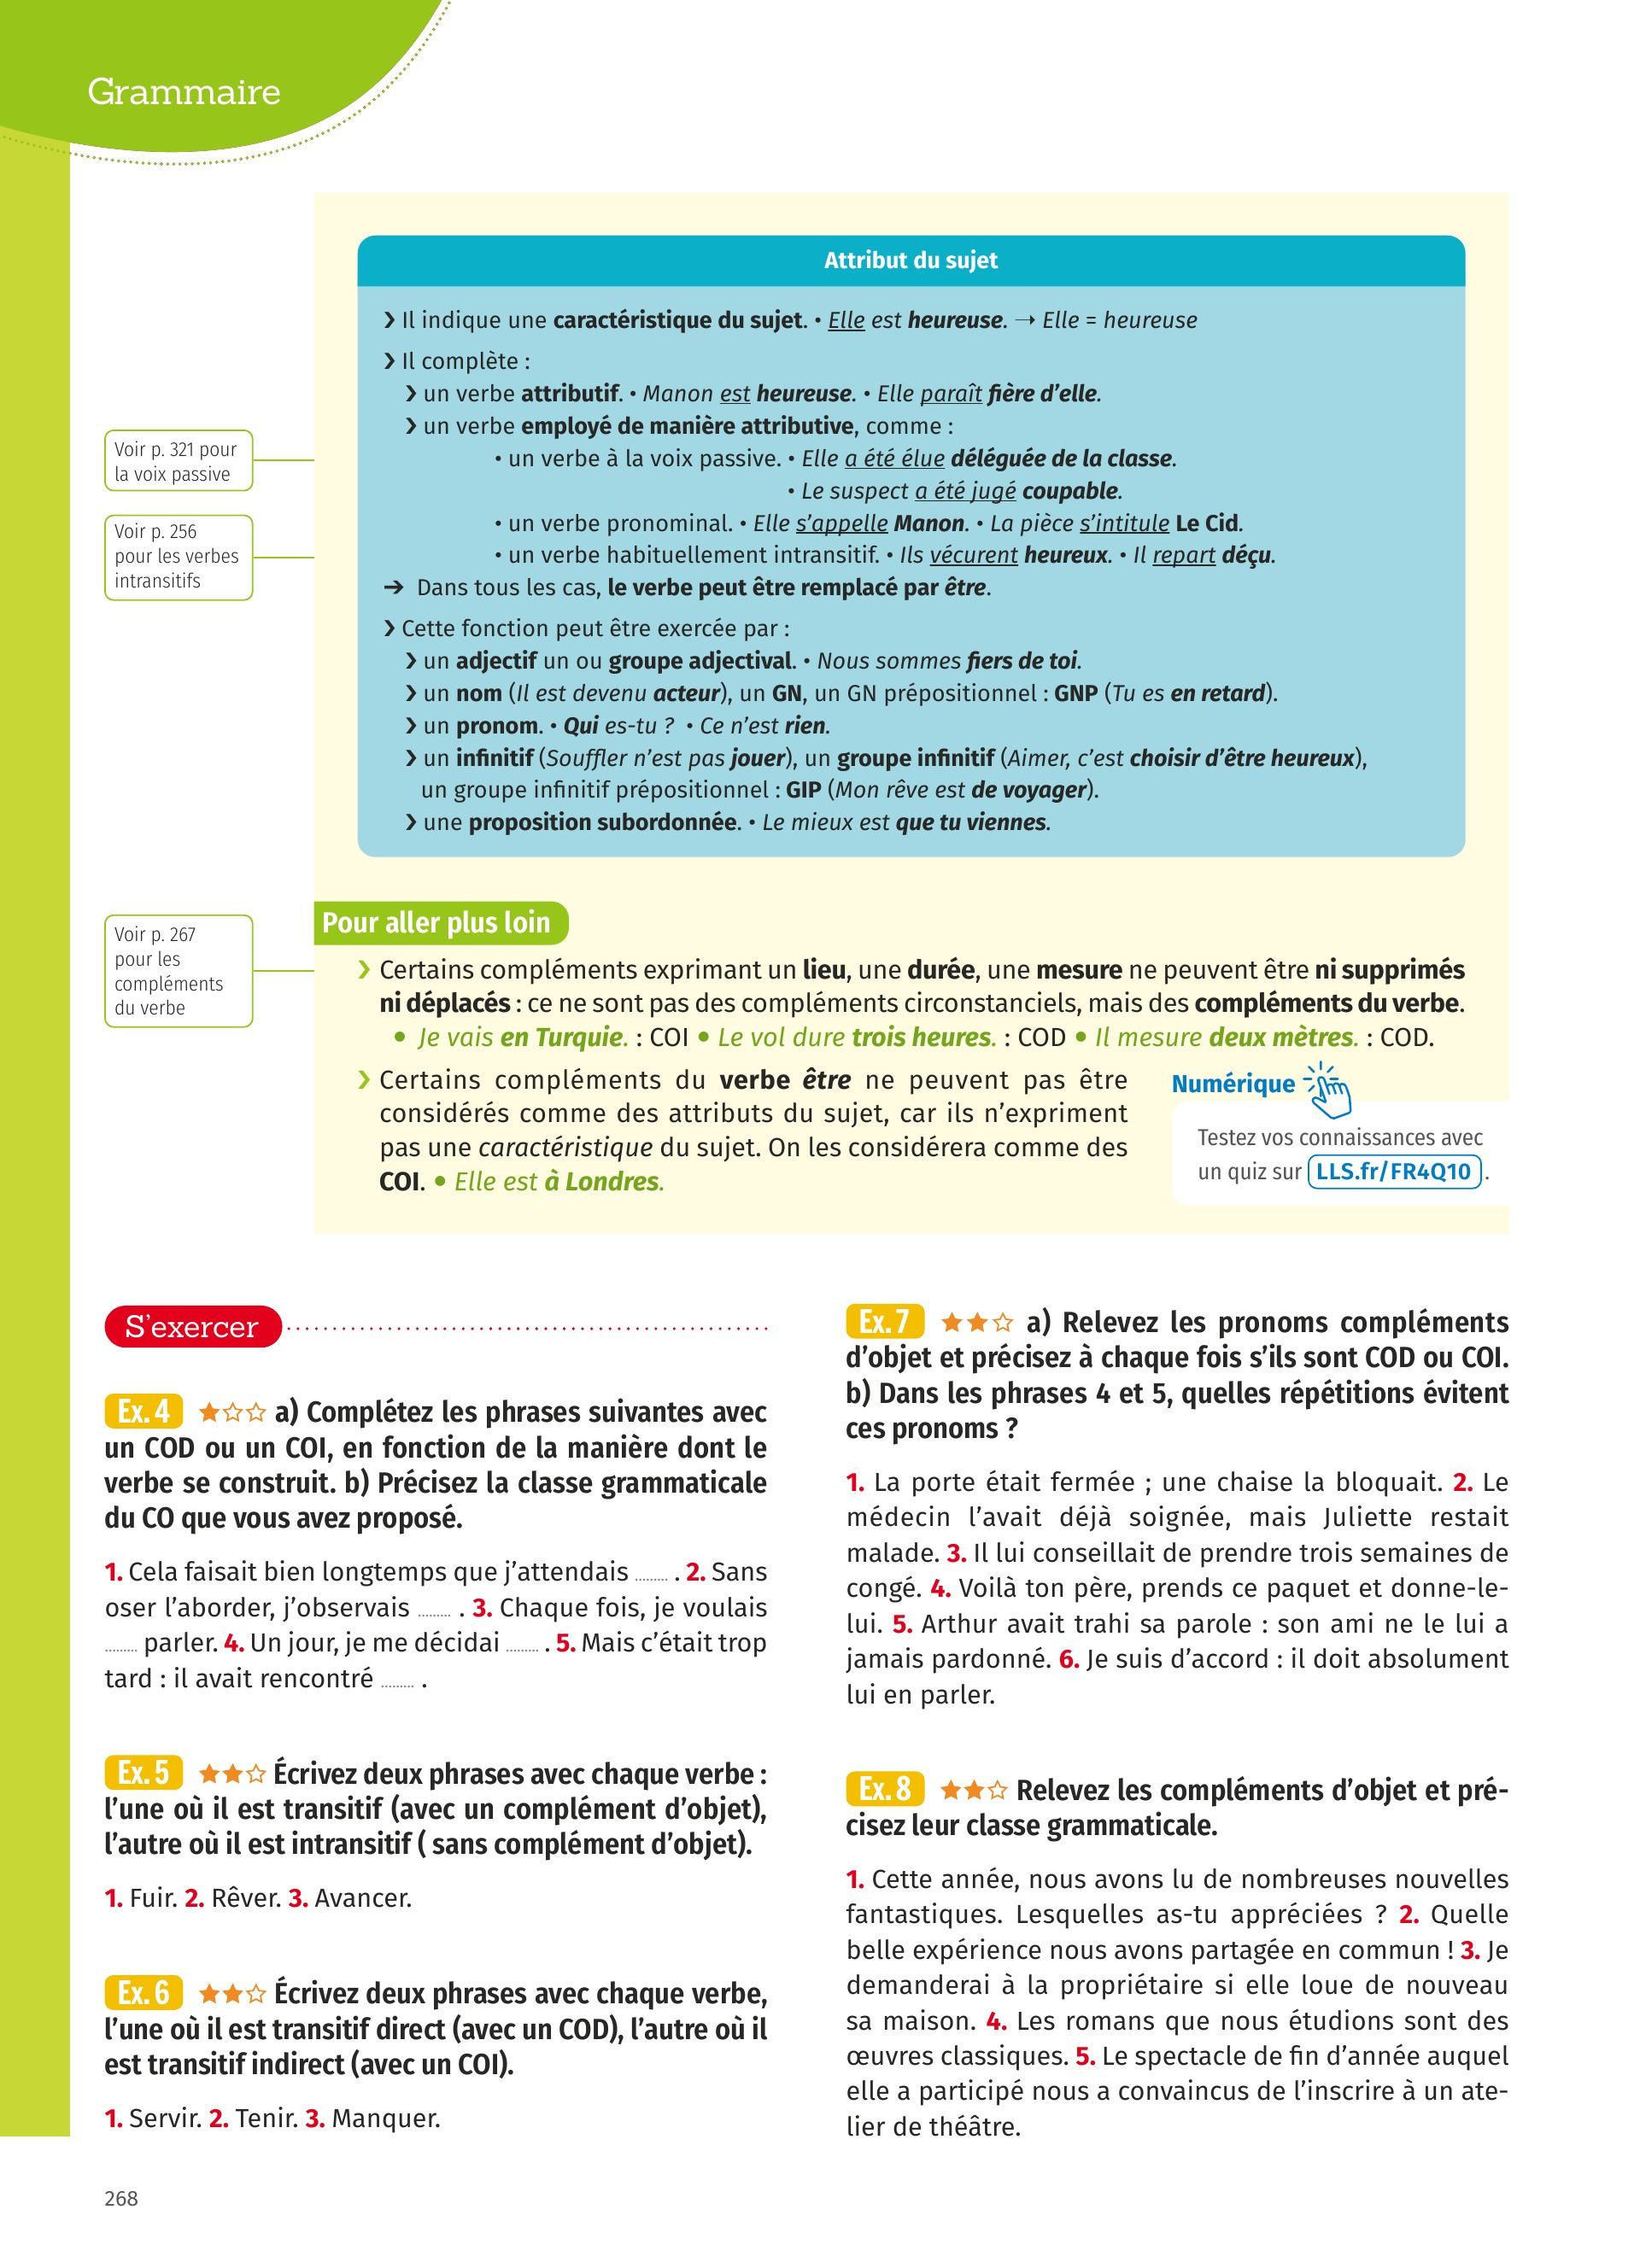 Grammaire
Attribut du sujet
❯ Il indique une caractéristique du sujet. • Elle est heureuse. → Elle = heureuse
❯ Il complète :
❯ un verbe attributif. • Manon est heureuse. • Elle paraît fière d’elle.
❯ un verbe employé de manière attributive, comme :
• un verbe à la voix passive. • Elle a été élue déléguée de la classe.
• Le suspect a été jugé coupable.
• un verbe pronominal. • Elle s’appelle Manon. • La pièce s’intitule Le Cid.
• un verbe habituellement intransitif. • Ils vécurent heureux. • Il repart déçu.
➔ Dans tous les cas, le verbe peut être remplacé par être.
❯ Cette fonction peut être exercée par :
❯ un adjectif un ou groupe adjectival. • Nous sommes fiers de toi.
❯ un nom (Il est devenu acteur), un GN, un GN prépositionnel : GNP (Tu es en retard).
❯ un pronom. • Qui es-tu ? • Ce n’est rien.
❯ un infinitif (Souffler n’est pas jouer), un groupe infinitif (Aimer, c’est choisir d’être heureux),
un groupe infinitif prépositionnel : GIP (Mon rêve est de voyager).
❯ une proposition subordonnée. • Le mieux est que tu viennes.
Voir p. 321 pour
la voix passive
Voir p. 256
pour les verbes
intransitifs
Voir p. 267
pour les
compléments
du verbe
Pour aller plus loin
❯ Certains compléments exprimant un lieu, une durée, une mesure ne peuvent être ni supprimés
ni déplacés : ce ne sont pas des compléments circonstanciels, mais des compléments du verbe.
• Je vais en Turquie. : COI • Le vol dure trois heures. : COD • Il mesure deux mètres. : COD.
❯ Certains compléments du verbe être ne peuvent pas être
considérés comme des attributs du sujet, car ils n’expriment
pas une caractéristique du sujet. On les considérera comme des
COI. • Elle est à Londres.
Numérique
Testez vos connaissances avec
un quiz sur LLS.fr/FR4Q10 .
S’exercer
Ex. 4 ★☆☆ a) Complétez les phrases suivantes avec
un COD ou un COI, en fonction de la manière dont le
verbe se construit. b) Précisez la classe grammaticale
du CO que vous avez proposé.
1. Cela faisait bien longtemps que j’attendais ......... . 2. Sans
oser l’aborder, j’observais ......... . 3. Chaque fois, je voulais
......... parler. 4. Un jour, je me décidai ......... . 5. Mais c’était trop
tard : il avait rencontré ......... .
Ex. 5 ★★☆ Écrivez deux phrases avec chaque verbe :
l’une où il est transitif (avec un complément d’objet),
l’autre où il est intransitif ( sans complément d’objet).
1. Fuir. 2. Rêver. 3. Avancer.
Ex. 6 ★★☆ Écrivez deux phrases avec chaque verbe,
l’une où il est transitif direct (avec un COD), l’autre où il
est transitif indirect (avec un COI).
1. Servir. 2. Tenir. 3. Manquer.
Ex. 7 ★★☆ a) Relevez les pronoms compléments
d’objet et précisez à chaque fois s’ils sont COD ou COI.
b) Dans les phrases 4 et 5, quelles répétitions évitent
ces pronoms ?
1. La porte était fermée ; une chaise la bloquait. 2. Le
médecin l’avait déjà soignée, mais Juliette restait
malade. 3. Il lui conseillait de prendre trois semaines de
congé. 4. Voilà ton père, prends ce paquet et donne-le-
lui. 5. Arthur avait trahi sa parole : son ami ne le lui a
jamais pardonné. 6. Je suis d’accord : il doit absolument
lui en parler.
Ex. 8 ★★☆ Relevez les compléments d’objet et pré-
cisez leur classe grammaticale.
1. Cette année, nous avons lu de nombreuses nouvelles
fantastiques. Lesquelles as-tu appréciées ? 2. Quelle
belle expérience nous avons partagée en commun ! 3. Je
demanderai à la propriétaire si elle loue de nouveau
sa maison. 4. Les romans que nous étudions sont des
œuvres classiques. 5. Le spectacle de fin d’année auquel
elle a participé nous a convaincus de l’inscrire à un ate-
lier de théâtre.
268